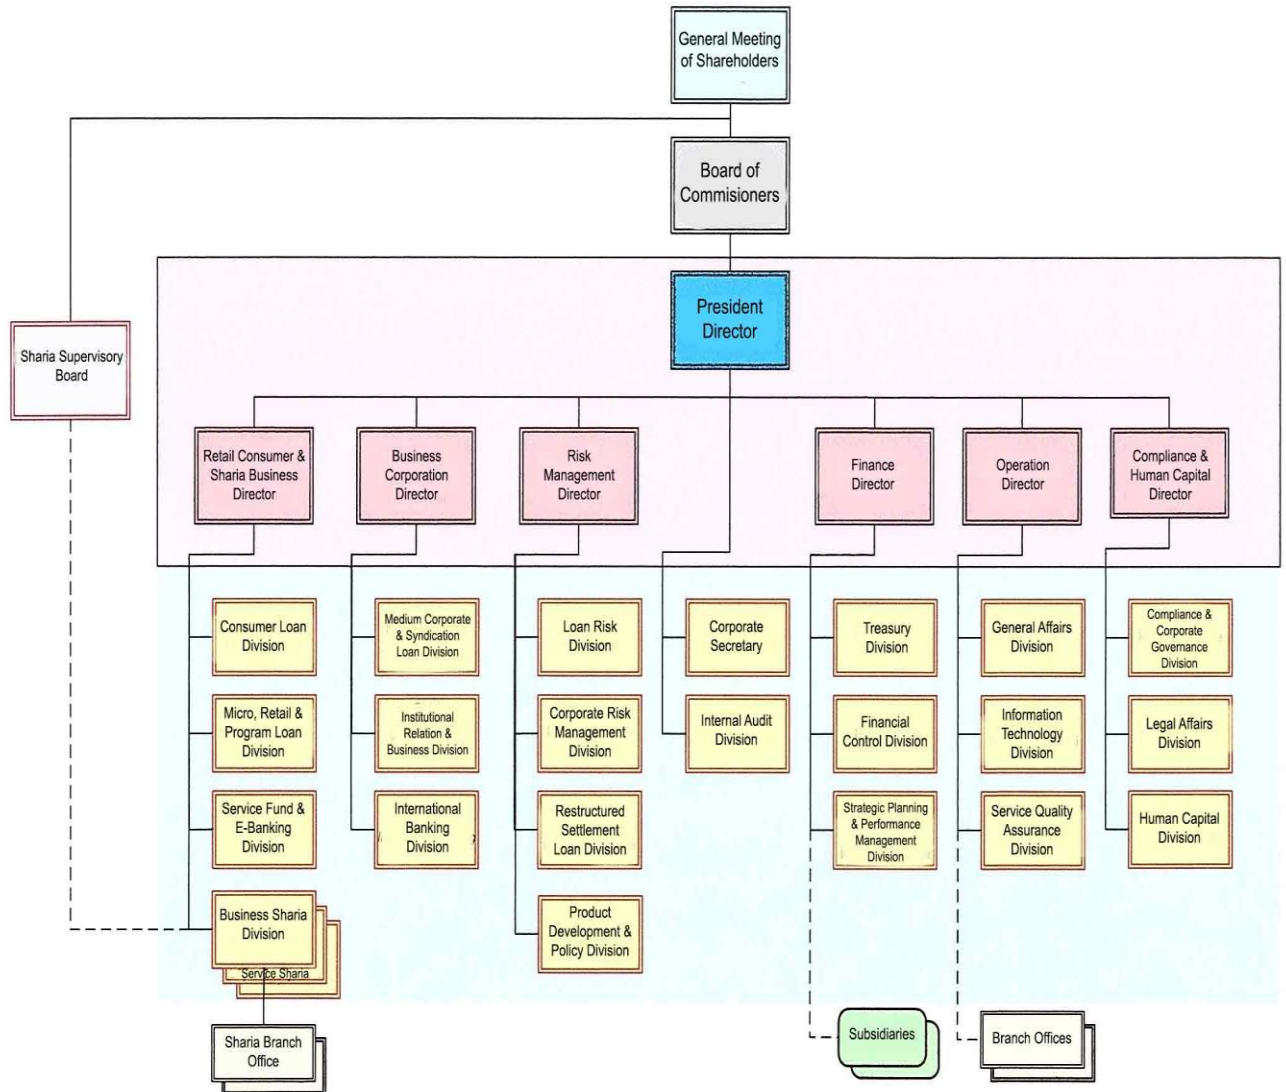 General Meeting
of Shareholders
Board of
Commisioners
President
Director
Sharia Supervisory
Board
Retail Consumer &
Sharia Business
Director
Business
Corporation
Director
Risk
Management
Director
Finance
Director
Operation
Director
Compliance &
Human Capital
Director
Consumer Loan
Division
Medium Corporate
& Syndication
Loan Division
Loan Risk
Division
Corporate
Secretary
Treasury
Division
General Affairs
Division
Compliance &
Corporate
Governance
Division
Micro, Retail &
Program Loan
Division
Institutional
Relation &
Business Division
Corporate Risk
Management
Division
Internal Audit
Division
Financial
Control Division
Information
Technology
Division
Legal Affairs
Division
Service Fund &
E-Banking
Division
International
Banking
Division
Restructured
Settlement
Loan Division
Strategic Planning
& Performance
Management
Division
Service Quality
Assurance
Division
Human Capital
Division
Business Sharia
Division
Service Sharia
Product
Development &
Policy Division
Sharia Branch
Office
Subsidiaries
Branch Offices